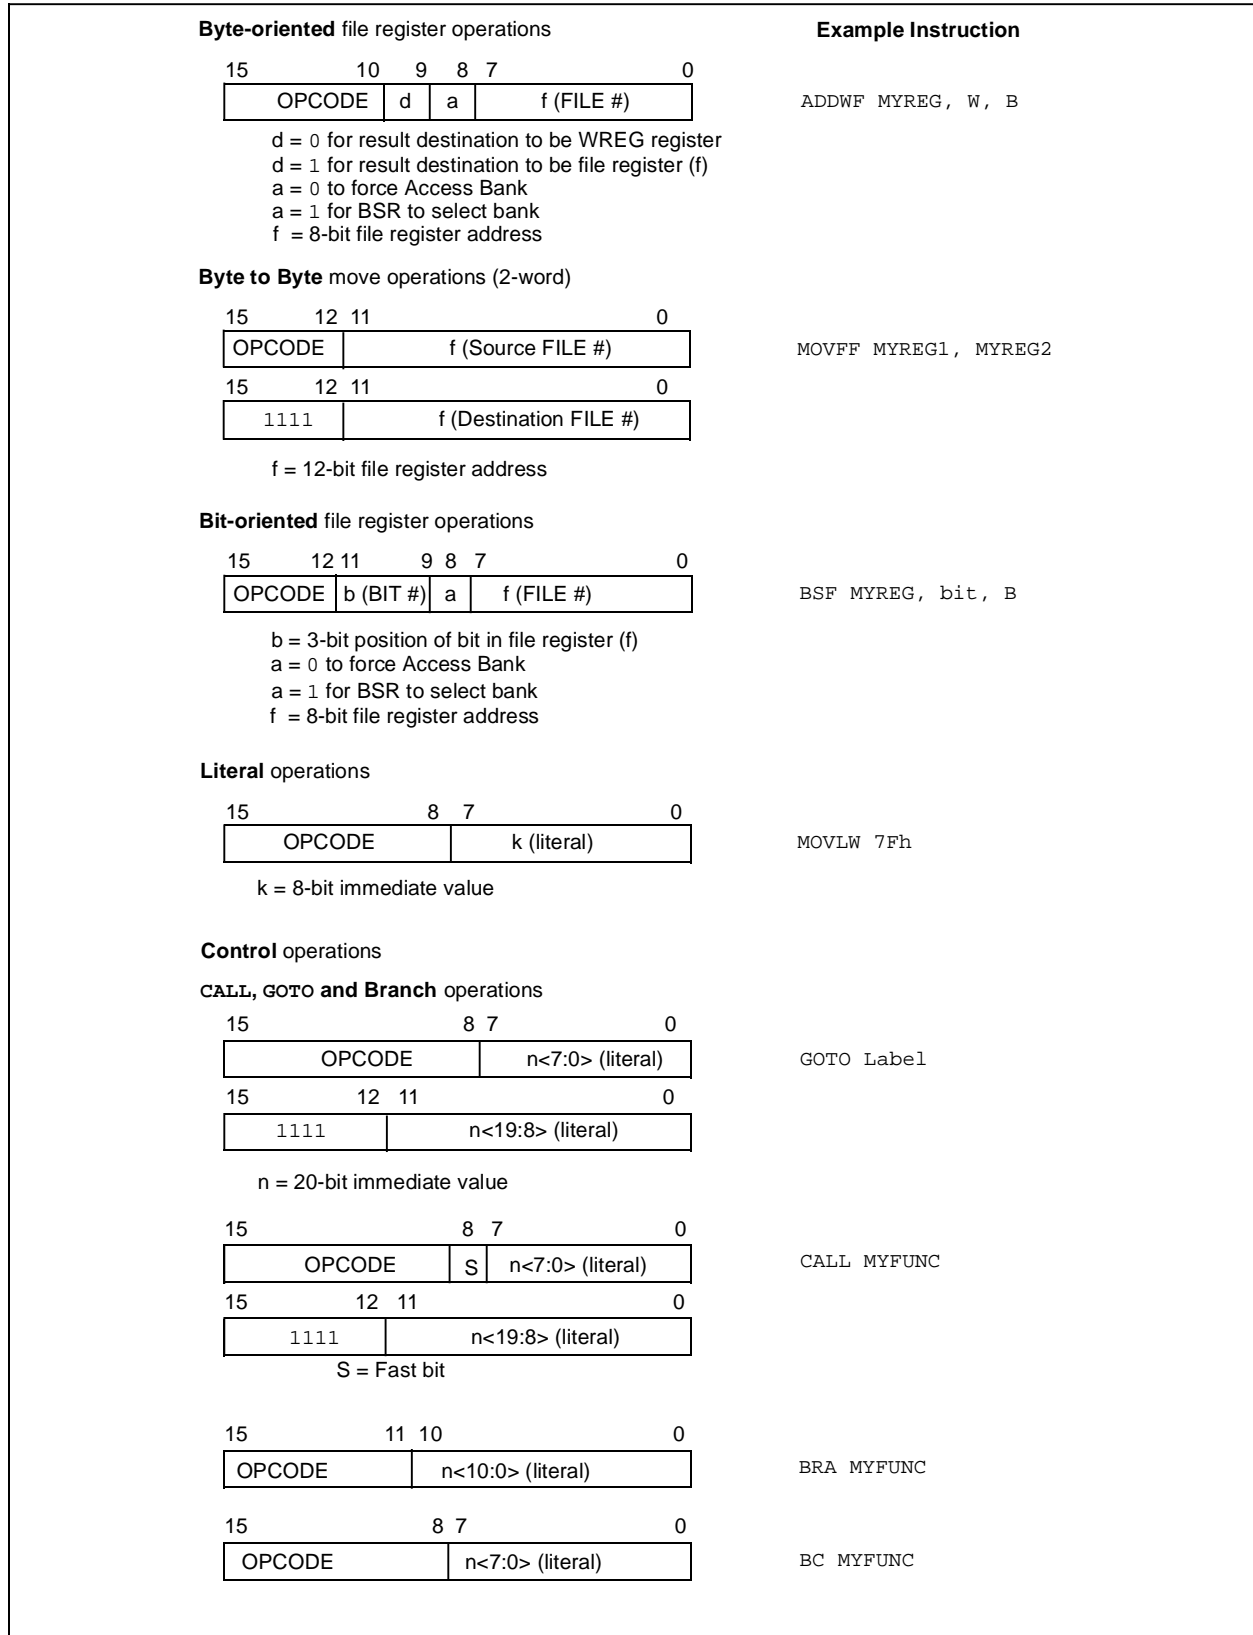 Byte-oriented file register operations
Example Instruction
15 10 9 8 7 0
OPCODE d a f (FILE #)
ADDWF MYREG, W, B
d = 0 for result destination to be WREG register
d = 1 for result destination to be file register (f)
a = 0 to force Access Bank
a = 1 for BSR to select bank
f = 8-bit file register address
Byte to Byte move operations (2-word)
15 12 11 0
OPCODE f (Source FILE #)
MOVFF MYREG1, MYREG2
15 12 11 0
1111 f (Destination FILE #)
f = 12-bit file register address
Bit-oriented file register operations
15 12 11 9 8 7 0
OPCODE b (BIT #) a f (FILE #)
BSF MYREG, bit, B
b = 3-bit position of bit in file register (f)
a = 0 to force Access Bank
a = 1 for BSR to select bank
f = 8-bit file register address
Literal operations
15 8 7 0
OPCODE k (literal)
MOVLW 7Fh
k = 8-bit immediate value
Control operations
CALL, GOTO and Branch operations
15 8 7 0
OPCODE n<7:0> (literal)
GOTO Label
15 12 11 0
1111 n<19:8> (literal)
n = 20-bit immediate value
15 8 7 0
OPCODE S n<7:0> (literal)
CALL MYFUNC
15 12 11 0
1111 n<19:8> (literal)
S = Fast bit
15 11 10 0
OPCODE n<10:0> (literal)
BRA MYFUNC
15 8 7 0
OPCODE n<7:0> (literal)
BC MYFUNC